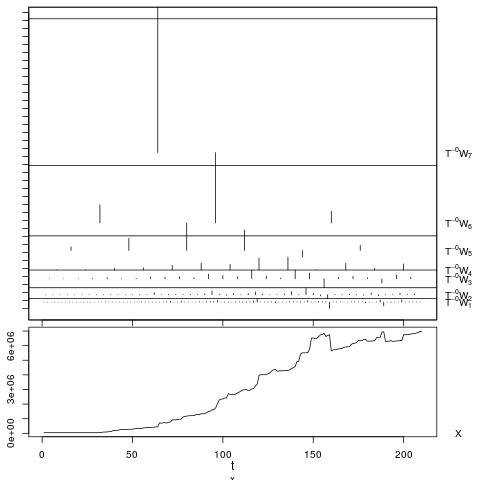 T⁻⁰W₇
T⁻⁰W₆
T⁻⁰W₅
T⁻⁰W₄
T⁻⁰W₃
T⁻⁰W₂
T⁻⁰W₁
6e+06
3e+06
0e+00
X
0 50 100 150 200
t
x